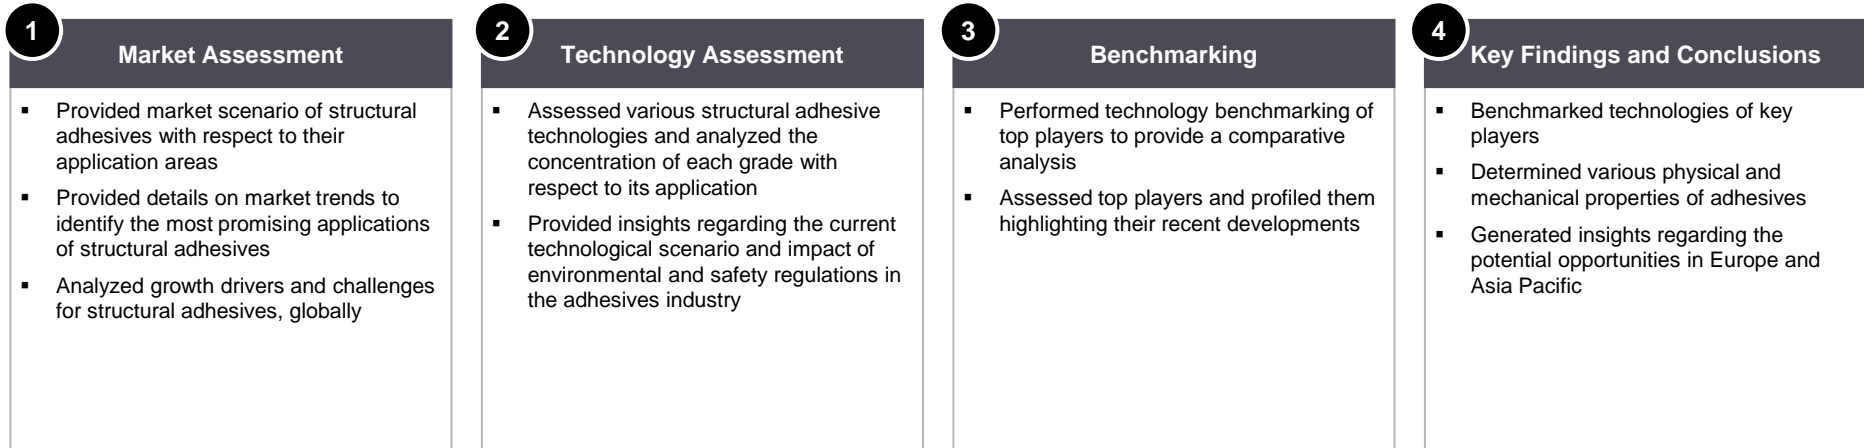 1
Market Assessment
▪ Provided market scenario of structural
adhesives with respect to their
application areas
▪ Provided details on market trends to
identify the most promising applications
of structural adhesives
▪ Analyzed growth drivers and challenges
for structural adhesives, globally
2
Technology Assessment
▪ Assessed various structural adhesive
technologies and analyzed the
concentration of each grade with
respect to its application
▪ Provided insights regarding the current
technological scenario and impact of
environmental and safety regulations in
the adhesives industry
3
Benchmarking
▪ Performed technology benchmarking of
top players to provide a comparative
analysis
▪ Assessed top players and profiled them
highlighting their recent developments
4
Key Findings and Conclusions
▪ Benchmarked technologies of key
players
▪ Determined various physical and
mechanical properties of adhesives
▪ Generated insights regarding the
potential opportunities in Europe and
Asia Pacific